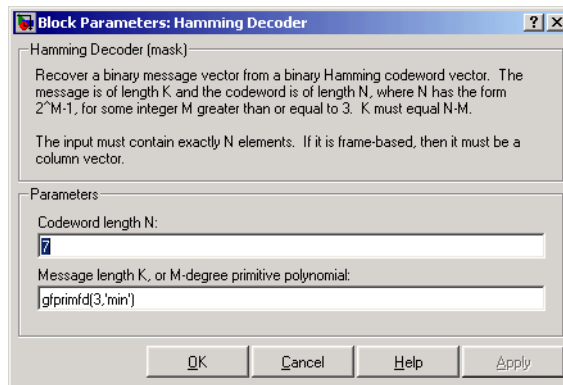 Block Parameters: Hamming Decoder
Hamming Decoder (mask)
Recover a binary message vector from a binary Hamming codeword vector. The
message is of length K and the codeword is of length N, where N has the form
2^M-1, for some integer M greater than or equal to 3. K must equal N-M.
The input must contain exactly N elements. If it is frame-based, then it must be a
column vector.
Parameters
Codeword length N:
7
Message length K, or M-degree primitive polynomial:
gfprimfd(3,'min')
OK Cancel Help Apply